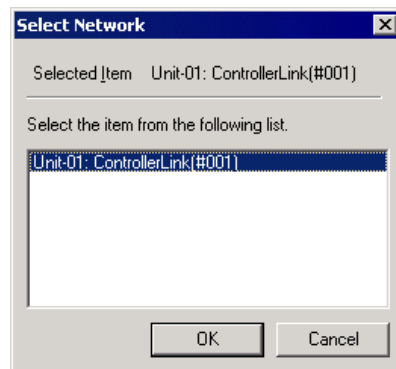 Select Network
Selected Item Unit-01: ControllerLink(#001)
Select the item from the following list.
Unit-01: ControllerLink(#001)
OK Cancel